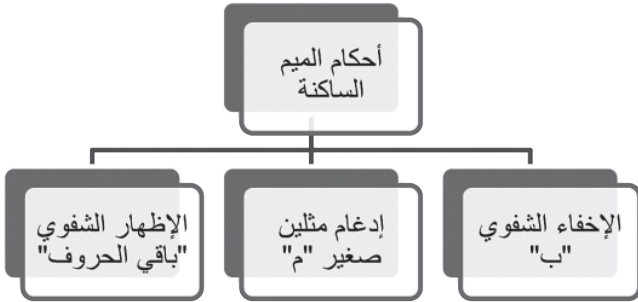 أحكام الميم
الساكنة
الإخفاء الشفوي
"ب"
إدغام مثلين
صغير "م"
الإظهار الشفوي
"باقي الحروف"